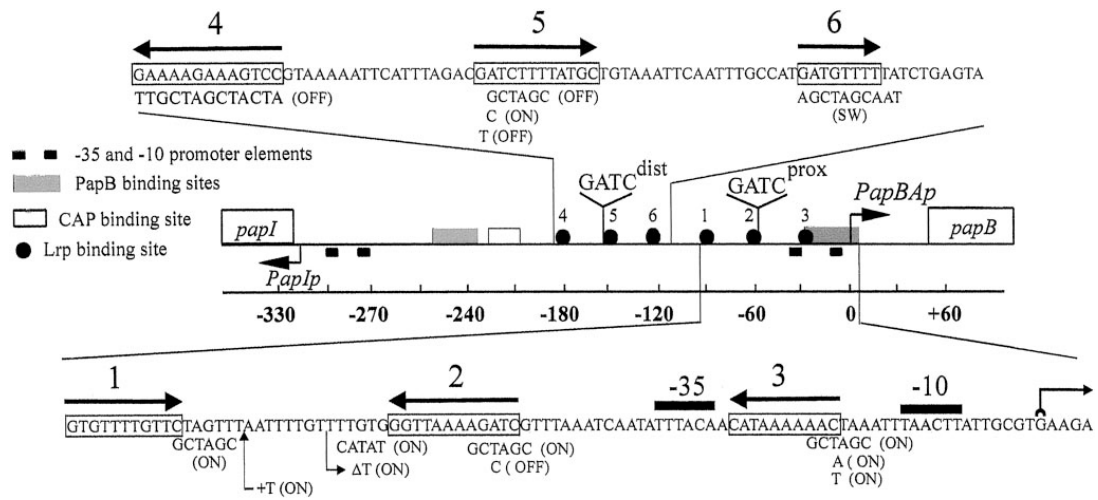 4 5 6
GAAAAGAAAGTCCGTAAAAATTCATTTAGACGATCTTTTATGCTGTAAATTCAATTTGCCATGATGTTTTTATCTGAGTA
TTGCTAGCTACTA (OFF) GCTAGC (OFF) AGCTAGCAAT
C (ON) (SW)
T (OFF)
-35 and -10 promoter elements
PapB binding sites
CAP binding site
Lrp binding site
GATC dist GATC prox
PapBAp
4 5 6 1 2 3
papI papB
PapIp
-330 -270 -240 -180 -120 -60 0 +60
1 2 -35 3 -10
GTGTTTTGTTCTAGTTTAATTTTGTTTTGTGGGTTAAAAGATCGTTTAAATCAATATTTACAACATAAAAAACTAAATTTAACTTATTGCGTGAAGA
GCTAGC CATAT (ON) GCTAGC (ON) GCTAGC (ON)
(ON) ΔT (ON) C (OFF) A (ON)
+T (ON) T (ON)